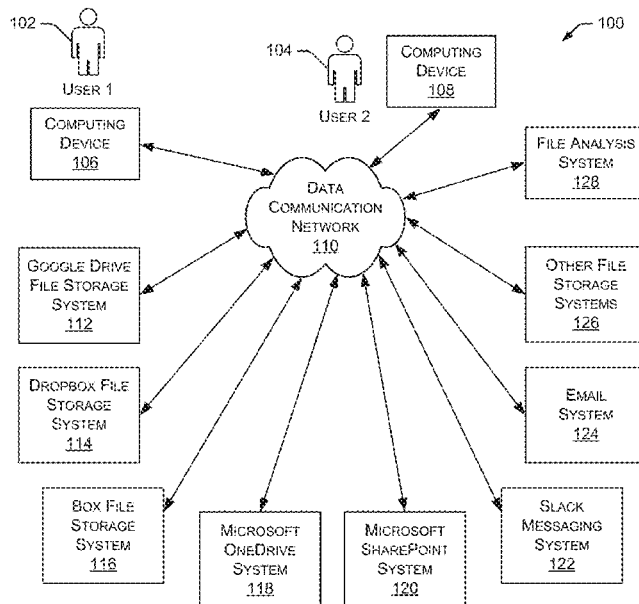 102
USER 1
104
USER 2
100
COMPUTING
DEVICE
108
COMPUTING
DEVICE
106
FILE ANALYSIS
SYSTEM
128
DATA
COMMUNICATION
NETWORK
110
GOOGLE DRIVE
FILE STORAGE
SYSTEM
112
OTHER FILE
STORAGE
SYSTEMS
126
DROPBOX FILE
STORAGE
SYSTEM
114
EMAIL
SYSTEM
124
BOX FILE
STORAGE
SYSTEM
116
MICROSOFT
ONEDRIVE
SYSTEM
118
MICROSOFT
SHAREPOINT
SYSTEM
120
SLACK
MESSAGING
SYSTEM
122